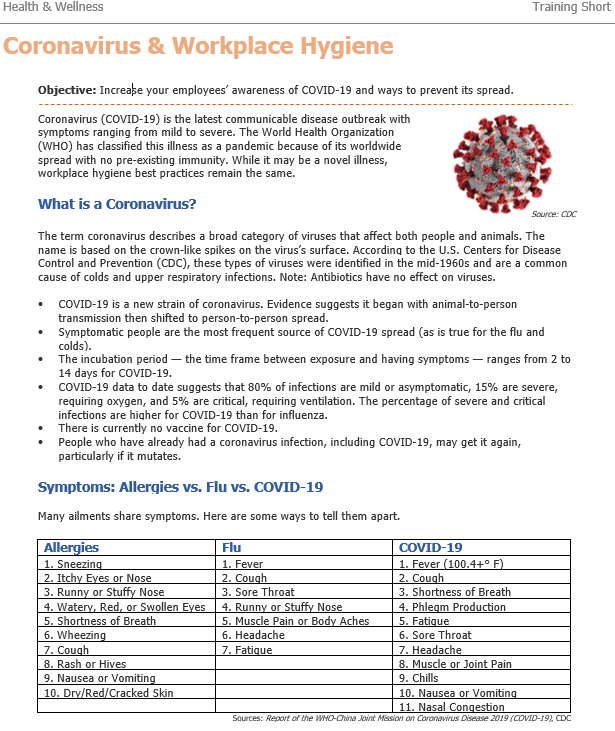 Health & Wellness Training Short
Coronavirus & Workplace Hygiene
Objective: Increase your employees’ awareness of COVID-19 and ways to prevent its spread.
Coronavirus (COVID-19) is the latest communicable disease outbreak with
symptoms ranging from mild to severe. The World Health Organization
(WHO) has classified this illness as a pandemic because of its worldwide
spread with no pre-existing immunity. While it may be a novel illness,
workplace hygiene best practices remain the same.
Source: CDC
What is a Coronavirus?
The term coronavirus describes a broad category of viruses that affect both people and animals. The
name is based on the crown-like spikes on the virus’s surface. According to the U.S. Centers for Disease
Control and Prevention (CDC), these types of viruses were identified in the mid-1960s and are a common
cause of colds and upper respiratory infections. Note: Antibiotics have no effect on viruses.
• COVID-19 is a new strain of coronavirus. Evidence suggests it began with animal-to-person
transmission then shifted to person-to-person spread.
• Symptomatic people are the most frequent source of COVID-19 spread (as is true for the flu and
colds).
• The incubation period — the time frame between exposure and having symptoms — ranges from 2 to
14 days for COVID-19.
• COVID-19 data to date suggests that 80% of infections are mild or asymptomatic, 15% are severe,
requiring oxygen, and 5% are critical, requiring ventilation. The percentage of severe and critical
infections are higher for COVID-19 than for influenza.
• There is currently no vaccine for COVID-19.
• People who have already had a coronavirus infection, including COVID-19, may get it again,
particularly if it mutates.
Symptoms: Allergies vs. Flu vs. COVID-19
Many ailments share symptoms. Here are some ways to tell them apart.
Allergies Flu COVID-19
1. Sneezing 1. Fever 1. Fever (100.4+° F)
2. Itchy Eyes or Nose 2. Cough 2. Cough
3. Runny or Stuffy Nose 3. Sore Throat 3. Shortness of Breath
4. Watery, Red, or Swollen Eyes 4. Runny or Stuffy Nose 4. Phlegm Production
5. Shortness of Breath 5. Muscle Pain or Body Aches 5. Fatigue
6. Wheezing 6. Headache 6. Sore Throat
7. Cough 7. Fatigue 7. Headache
8. Rash or Hives 8. Muscle or Joint Pain
9. Nausea or Vomiting 9. Chills
10. Dry/Red/Cracked Skin 10. Nausea or Vomiting
11. Nasal Congestion
Sources: Report of the WHO-China Joint Mission on Coronavirus Disease 2019 (COVID-19), CDC